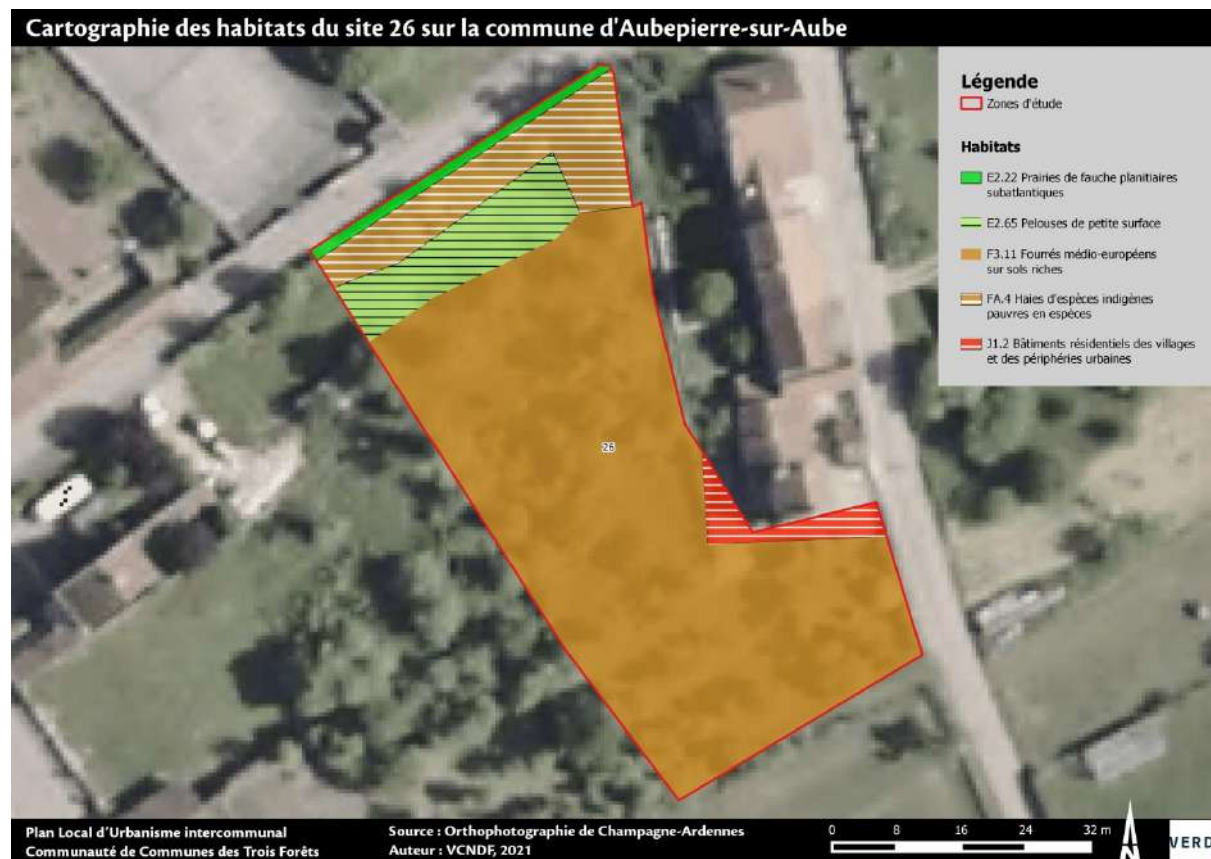 Cartographie des habitats du site 26 sur la commune d'Aubepierre-sur-Aube
Légende
Zones d'étude
Habitats
E2.22 Prairies de fauche planitiaires
subatlantiques
E2.65 Pelouses de petite surface
F3.11 Fourrés médio-européens
sur sols riches
FA.4 Haies d'espèces indigènes
pauvres en espèces
J1.2 Bâtiments résidentiels des villages
et des périphéries urbaines
26
Plan Local d'Urbanisme intercommunal
Communauté de Communes des Trois Forêts
Source : Orthophotographie de Champagne-Ardennes
Auteur : VCNDF, 2021
0 8 16 24 32 m
VERD